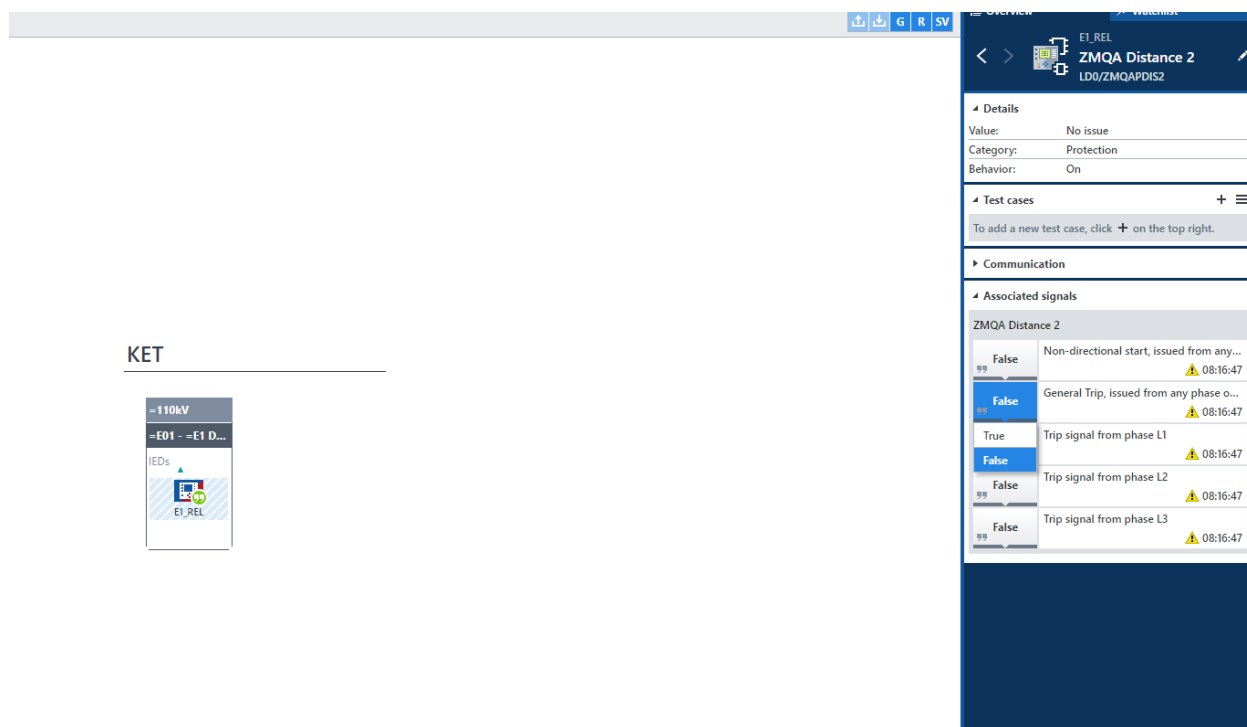 G R SV
Overview
Watchlist
E1_REL
ZMQA Distance 2
LD0/ZMQAPDIS2
Details
Value: No issue
Category: Protection
Behavior: On
Test cases
To add a new test case, click + on the top right.
Communication
Associated signals
ZMQA Distance 2
False Non-directional start, issued from any...
08:16:47
False General Trip, issued from any phase o...
08:16:47
True Trip signal from phase L1
False 08:16:47
False Trip signal from phase L2
08:16:47
False Trip signal from phase L3
08:16:47
KET
=110kV
=E01 - =E1 D...
IEDs
E1_REL